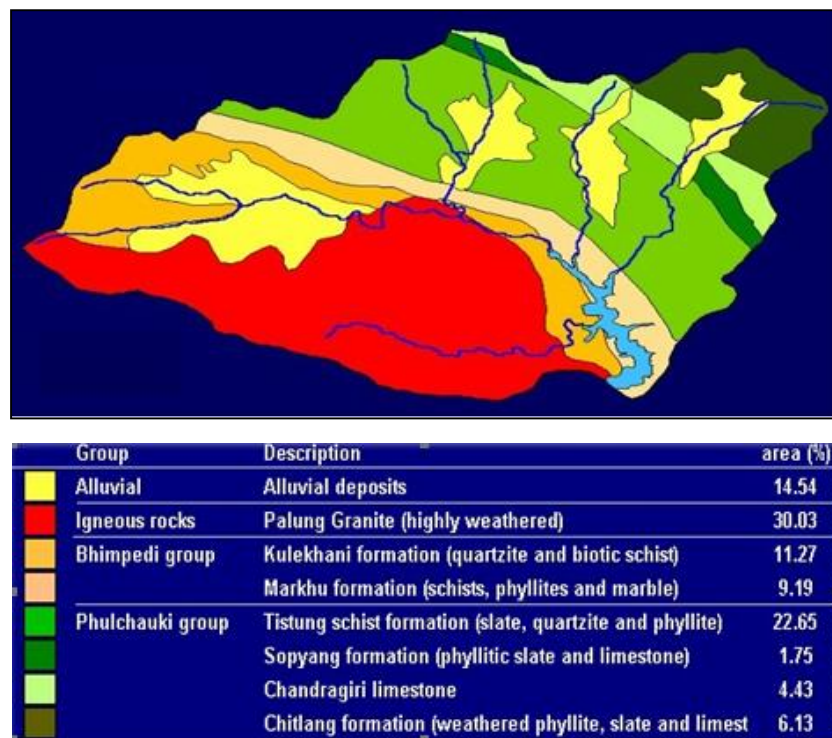 Group Description area (%)
Alluvial Alluvial deposits 14.54
Igneous rocks Palung Granite (highly weathered) 30.03
Bhimpedi group Kulekhani formation (quartzite and biotic schist) 11.27
Markhu formation (schists, phyllites and marble) 9.19
Phulchauki group Tistung schist formation (slate, quartzite and phyllite) 22.65
Sopyang formation (phyllitic slate and limestone) 1.75
Chandragiri limestone 4.43
Chitlang formation (weathered phyllite, slate and limest 6.13